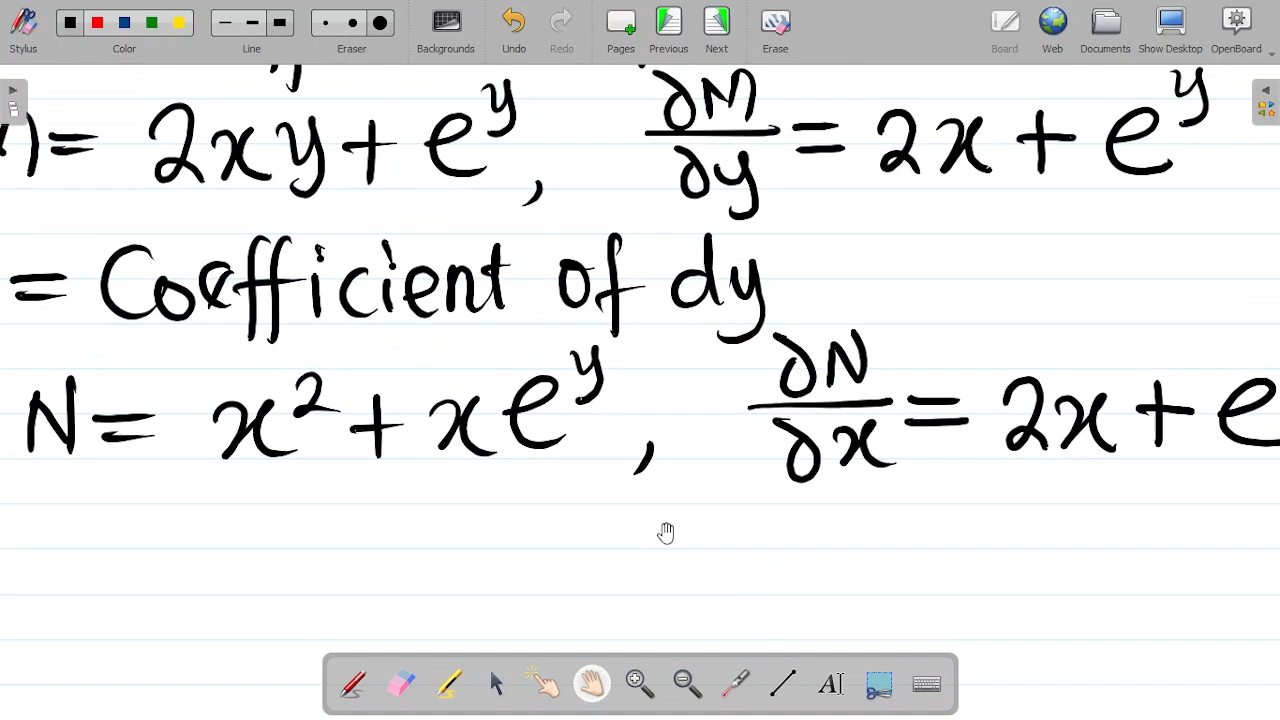 Stylus Color Line Eraser Backgrounds Undo Redo Pages Previous Next Erase Board Web Documents Show Desktop OpenBoard
= 2xy + e^y, ∂M/∂y = 2x + e^y
= Coefficient of dy
N = x² + xe^y, ∂N/∂x = 2x + e